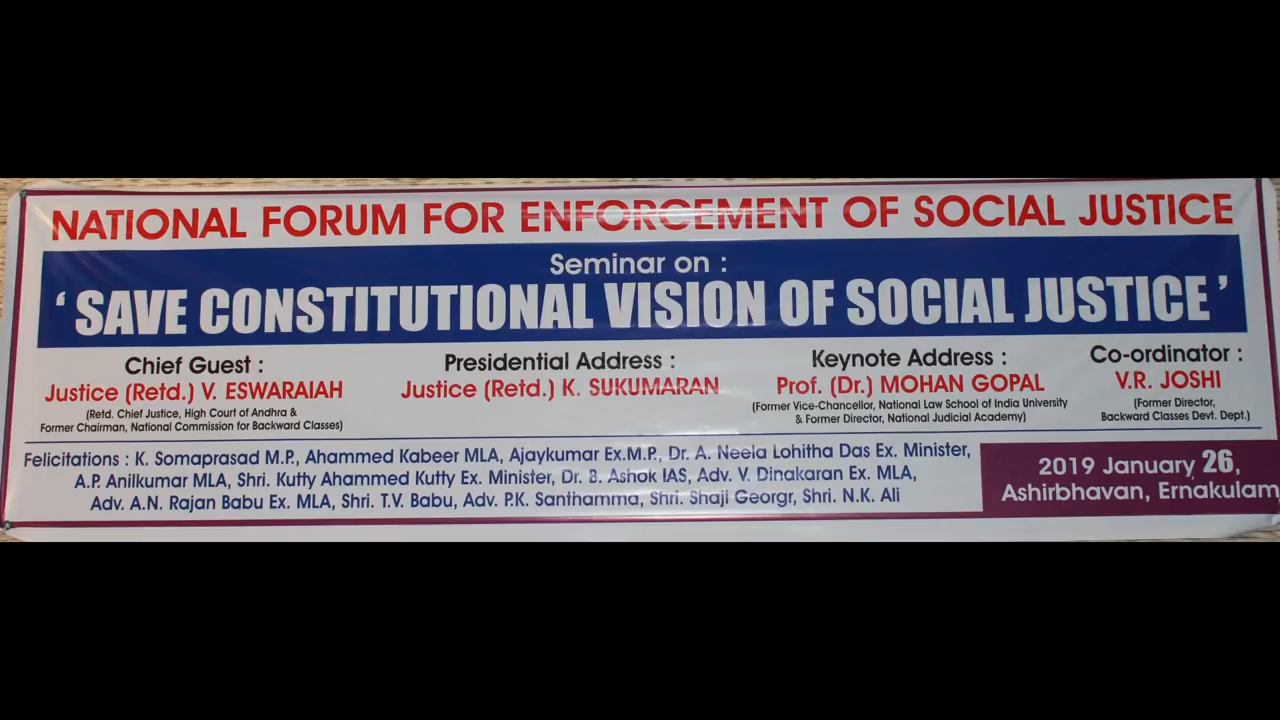 NATIONAL FORUM FOR ENFORCEMENT OF SOCIAL JUSTICE
Seminar on :
‘ SAVE CONSTITUTIONAL VISION OF SOCIAL JUSTICE ’
Chief Guest :
Justice (Retd.) V. ESWARAIAH
(Retd. Chief Justice, High Court of Andhra &
Former Chairman, National Commission for Backward Classes)
Presidential Address :
Justice (Retd.) K. SUKUMARAN
Keynote Address :
Prof. (Dr.) MOHAN GOPAL
(Former Vice-Chancellor, National Law School of India University
& Former Director, National Judicial Academy)
Co-ordinator :
V.R. JOSHI
(Former Director,
Backward Classes Devt. Dept.)
Felicitations : K. Somaprasad M.P., Ahammed Kabeer MLA, Ajaykumar Ex.M.P., Dr. A. Neela Lohitha Das Ex. Minister,
A.P. Anilkumar MLA, Shri. Kutty Ahammed Kutty Ex. Minister, Dr. B. Ashok IAS, Adv. V. Dinakaran Ex. MLA,
Adv. A.N. Rajan Babu Ex. MLA, Shri. T.V. Babu, Adv. P.K. Santhamma, Shri. Shaji Georgr, Shri. N.K. Ali
2019 January 26,
Ashirbhavan, Ernakulam